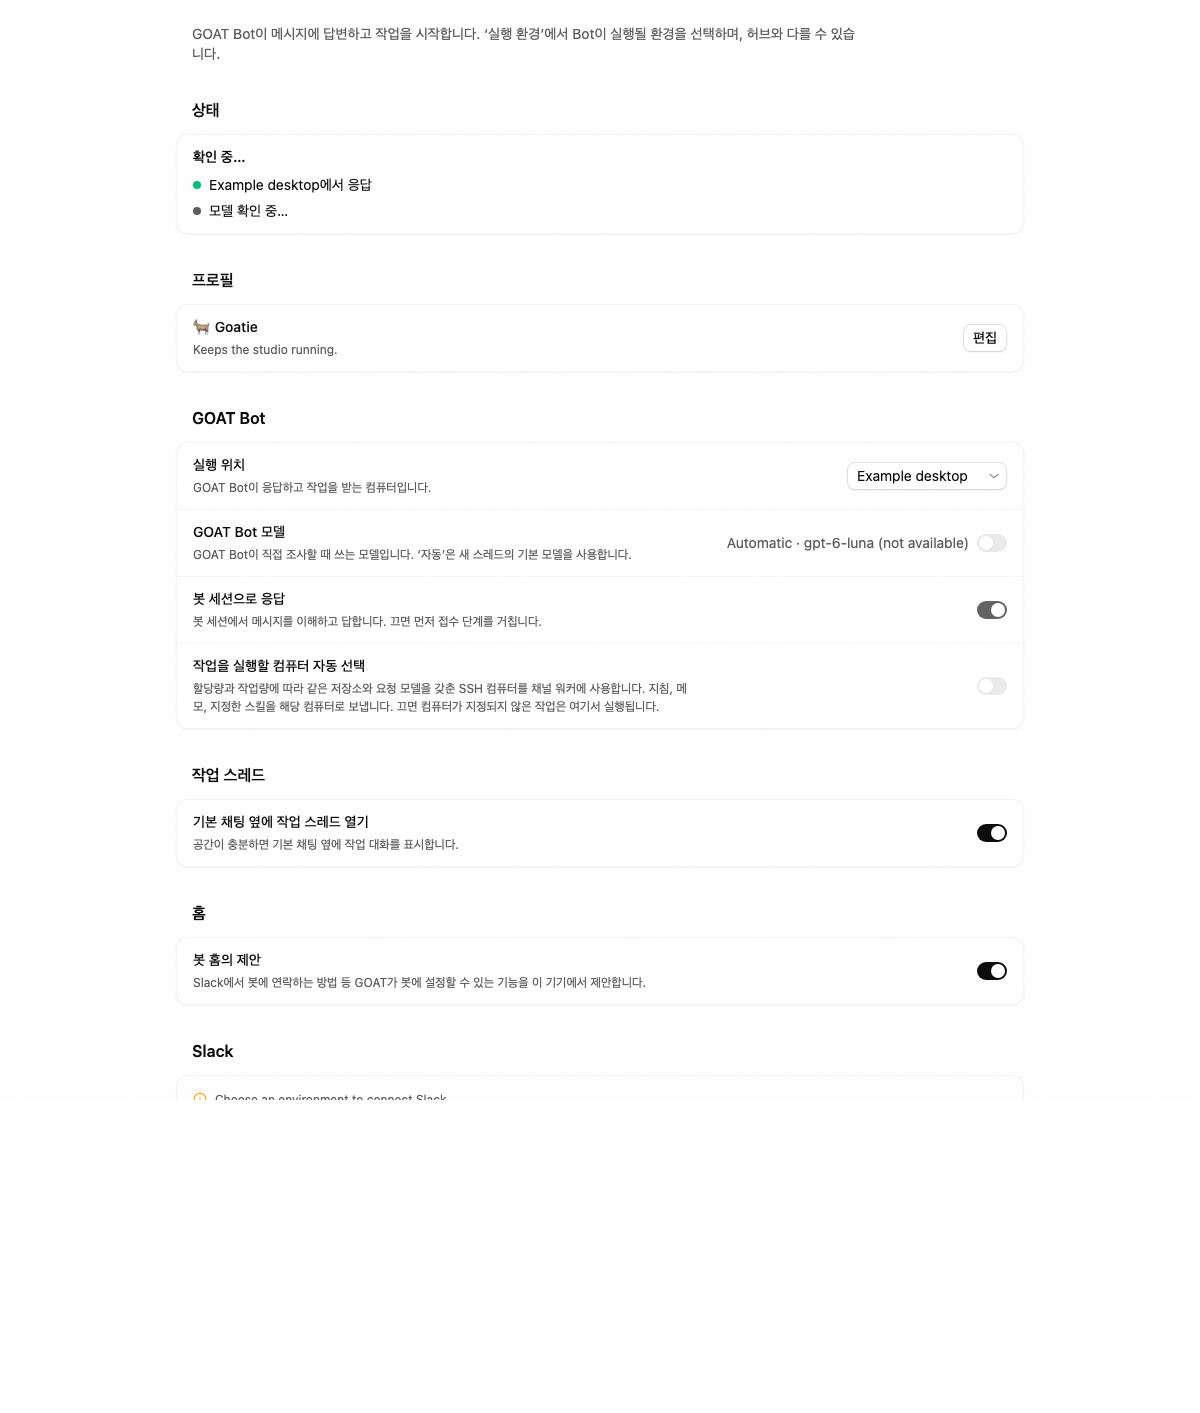 GOAT Bot이 메시지에 답변하고 작업을 시작합니다. ‘실행 환경’에서 Bot이 실행될 환경을 선택하며, 허브와 다를 수 있습
니다.
상태
확인 중...
Example desktop에서 응답
모델 확인 중...
프로필
Goatie
Keeps the studio running.
편집
GOAT Bot
실행 위치
GOAT Bot이 응답하고 작업을 받는 컴퓨터입니다.
Example desktop
GOAT Bot 모델
GOAT Bot이 직접 조사할 때 쓰는 모델입니다. ‘자동’은 새 스레드의 기본 모델을 사용합니다.
Automatic · gpt-6-luna (not available)
봇 세션으로 응답
봇 세션에서 메시지를 이해하고 답합니다. 끄면 먼저 접수 단계를 거칩니다.
작업을 실행할 컴퓨터 자동 선택
할당량과 작업량에 따라 같은 저장소와 요청 모델을 갖춘 SSH 컴퓨터를 채널 워커에 사용합니다. 지침, 메
모, 지정한 스킬을 해당 컴퓨터로 보냅니다. 끄면 컴퓨터가 지정되지 않은 작업은 여기서 실행됩니다.
작업 스레드
기본 채팅 옆에 작업 스레드 열기
공간이 충분하면 기본 채팅 옆에 작업 대화를 표시합니다.
홈
봇 홈의 제안
Slack에서 봇에 연락하는 방법 등 GOAT가 봇에 설정할 수 있는 기능을 이 기기에서 제안합니다.
Slack
Choose an environment to connect Slack